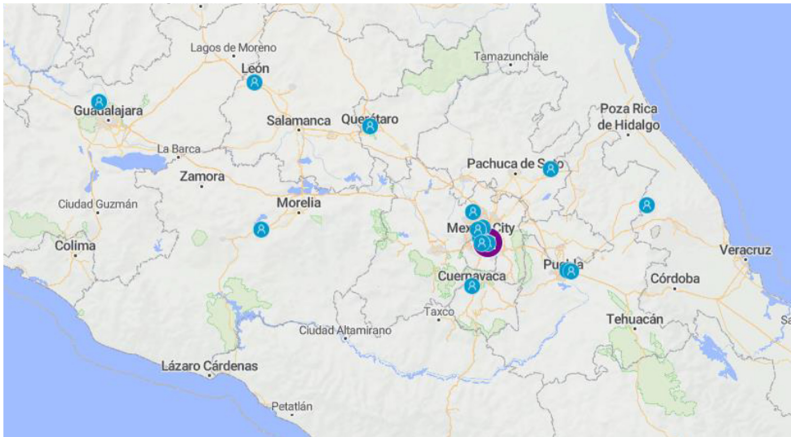 Lagos de Moreno
Tamazunchale
León
Guadalajara
Poza Rica
de Hidalgo
Salamanca
Querétaro
La Barca
Pachuca de Soto
Zamora
Ciudad Guzmán
Morelia
Mexico City
Colima
Veracruz
Puebla
Cuernavaca
Córdoba
Taxco
Tehuacán
Sa
Ciudad Altamirano
Lázaro Cárdenas
Petatlán